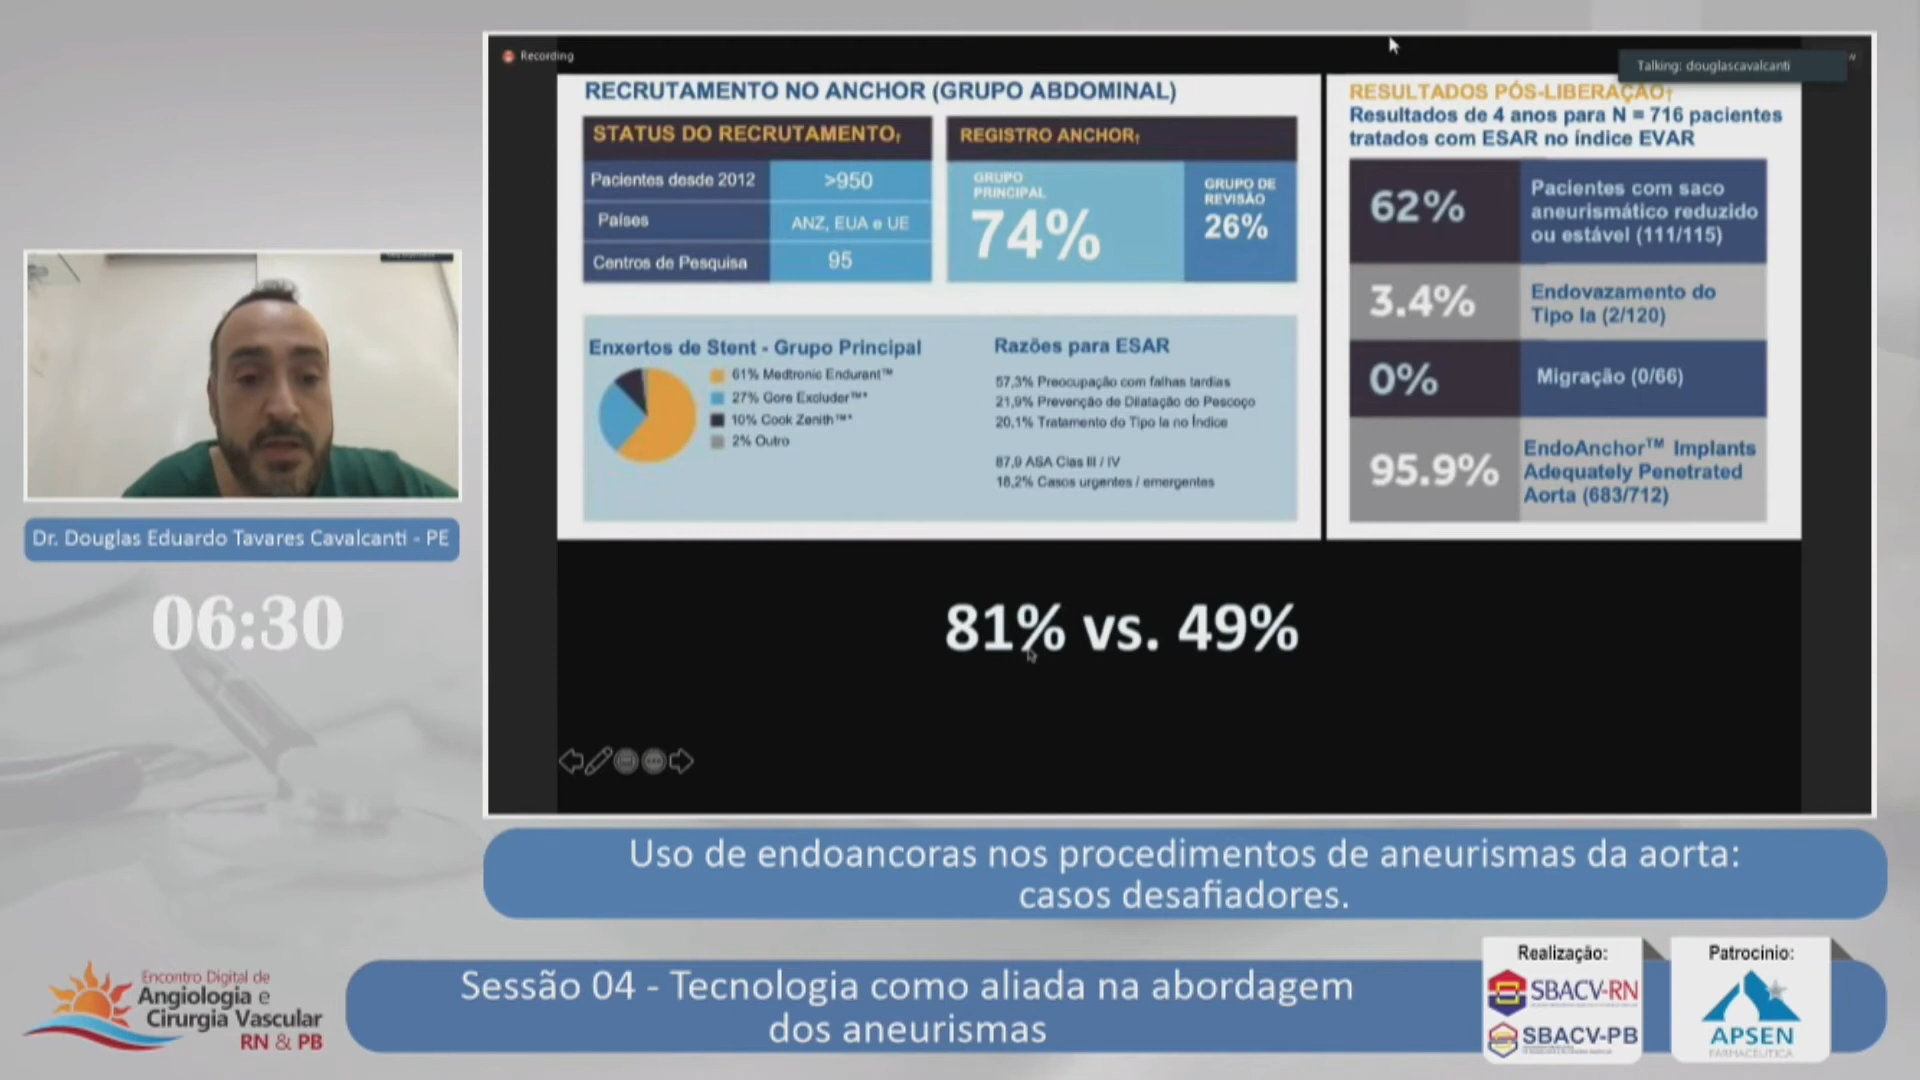 Recording
Talking: douglascavalcanti
RECRUTAMENTO NO ANCHOR (GRUPO ABDOMINAL)
STATUS DO RECRUTAMENTO†
Pacientes desde 2012 >950
Países ANZ, EUA e UE
Centros de Pesquisa 95
REGISTRO ANCHOR†
GRUPO
PRINCIPAL
74%
GRUPO DE
REVISÃO
26%
Enxertos de Stent - Grupo Principal
61% Medtronic Endurant™
27% Gore Excluder™*
10% Cook Zenith™*
2% Outro
Razões para ESAR
57,3% Preocupação com falhas tardias
21,9% Prevenção de Dilatação do Pescoço
20,1% Tratamento do Tipo Ia no Índice
87,9 ASA Clas III / IV
18,2% Casos urgentes / emergentes
RESULTADOS PÓS-LIBERAÇÃO†
Resultados de 4 anos para N = 716 pacientes
tratados com ESAR no índice EVAR
62%
Pacientes com saco
aneurismático reduzido
ou estável (111/115)
3.4%
Endovazamento do
Tipo Ia (2/120)
0%
Migração (0/66)
95.9%
EndoAnchor™ Implants
Adequately Penetrated
Aorta (683/712)
81% vs. 49%
Dr. Douglas Eduardo Tavares Cavalcanti - PE
06:30
Uso de endoancoras nos procedimentos de aneurismas da aorta:
casos desafiadores.
Encontro Digital de
Angiologia e
Cirurgia Vascular
RN & PB
Sessão 04 - Tecnologia como aliada na abordagem
dos aneurismas
Realização:
SBACV-RN
SBACV-PB
Patrocinio:
APSEN
FARMACEUTICA